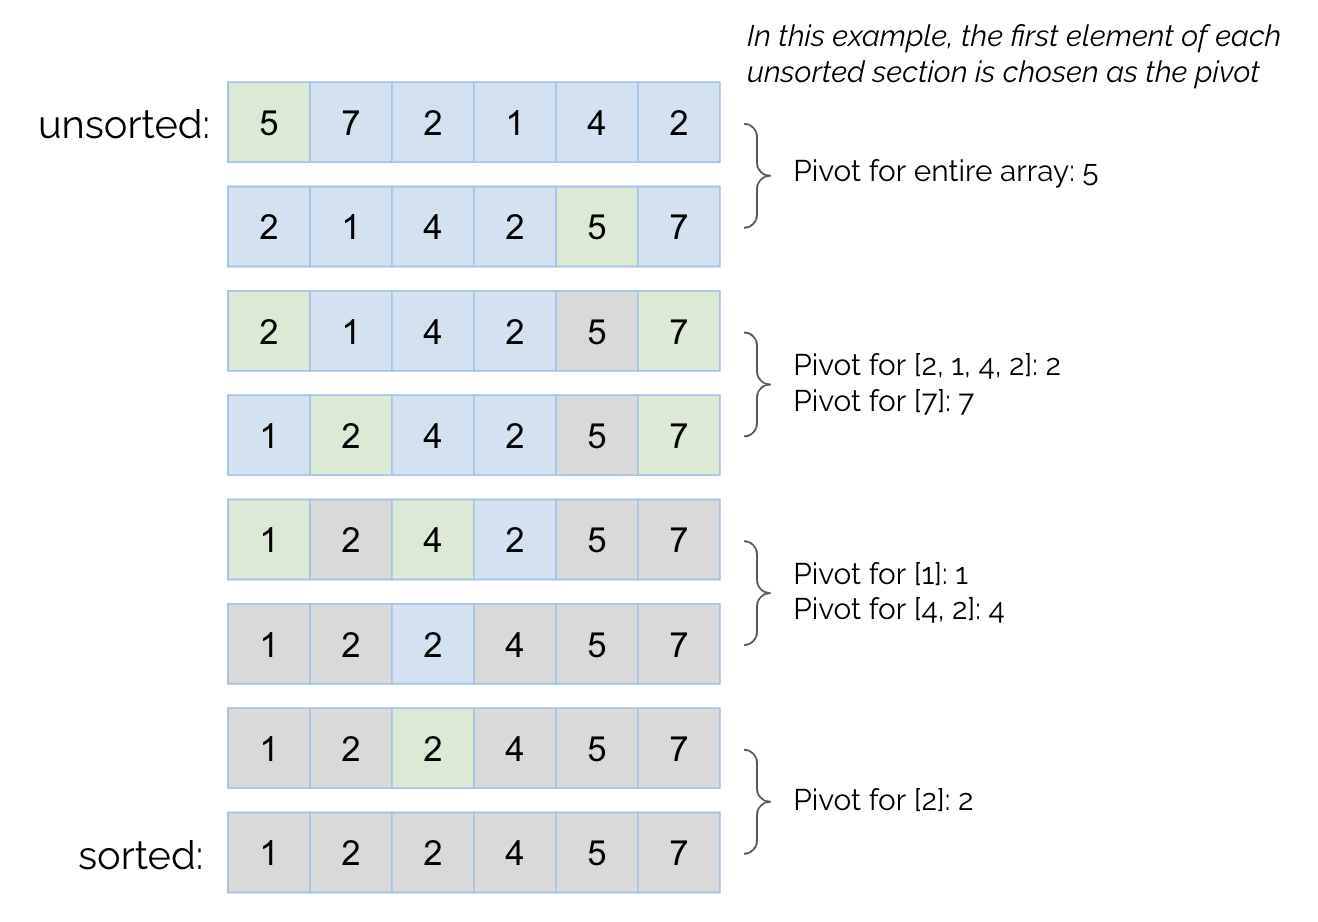 In this example, the first element of each
unsorted section is chosen as the pivot
unsorted: 5 7 2 1 4 2
Pivot for entire array: 5
2 1 4 2 5 7
2 1 4 2 5 7
Pivot for [2, 1, 4, 2]: 2
Pivot for [7]: 7
1 2 4 2 5 7
1 2 4 2 5 7
Pivot for [1]: 1
Pivot for [4, 2]: 4
1 2 2 4 5 7
1 2 2 4 5 7
Pivot for [2]: 2
sorted: 1 2 2 4 5 7